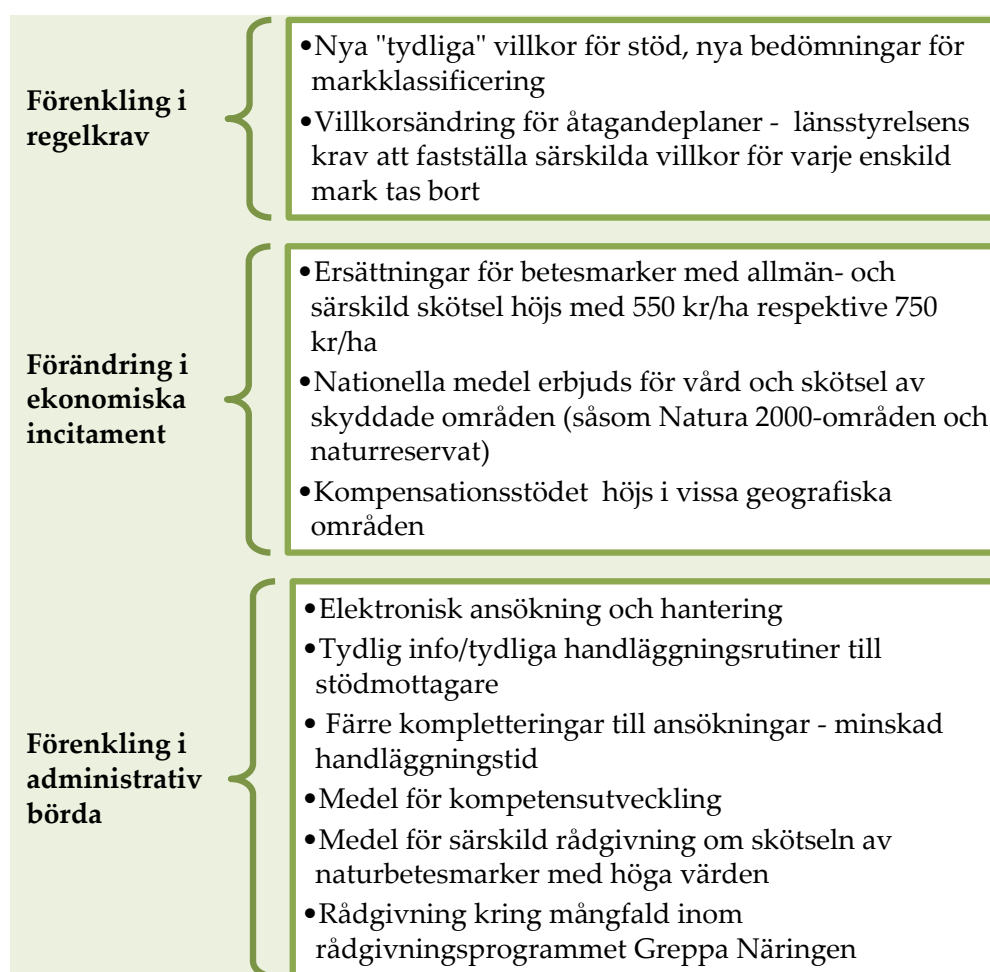 Förenkling i
regelkrav
•Nya "tydliga" villkor för stöd, nya bedömningar för
markklassificering
•Villkorsändring för åtagandeplaner - länsstyrelsens
krav att fastställa särskilda villkor för varje enskild
mark tas bort
Förändring i
ekonomiska
incitament
•Ersättningar för betesmarker med allmän- och
särskild skötsel höjs med 550 kr/ha respektive 750
kr/ha
•Nationella medel erbjuds för vård och skötsel av
skyddade områden (såsom Natura 2000-områden och
naturreservat)
•Kompensationsstödet höjs i vissa geografiska
områden
Förenkling i
administrativ
börda
•Elektronisk ansökning och hantering
•Tydlig info/tydliga handläggningsrutiner till
stödmottagare
• Färre kompletteringar till ansökningar - minskad
handläggningstid
•Medel för kompetensutveckling
•Medel för särskild rådgivning om skötseln av
naturbetesmarker med höga värden
•Rådgivning kring mångfald inom
rådgivningsprogrammet Greppa Näringen